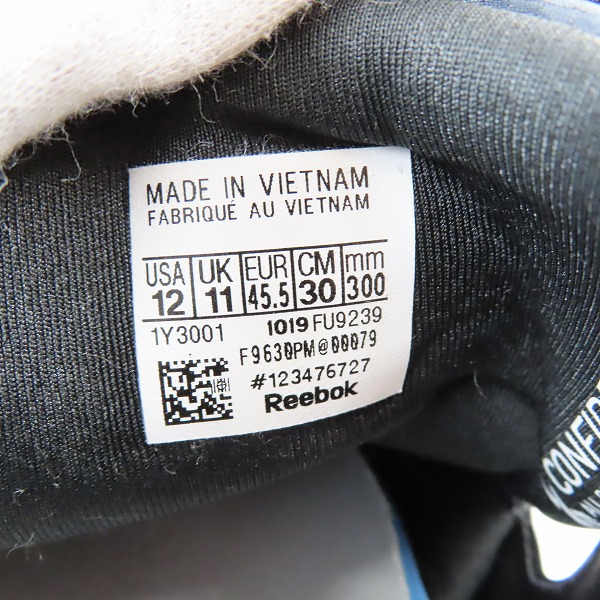 MADE IN VIETNAM
FABRIQUÉ AU VIETNAM
USA UK EUR CM mm
12 11 45.5 30 300
1Y3001 1019 FU9239
F9630PM@00079
#123476727
Reebok